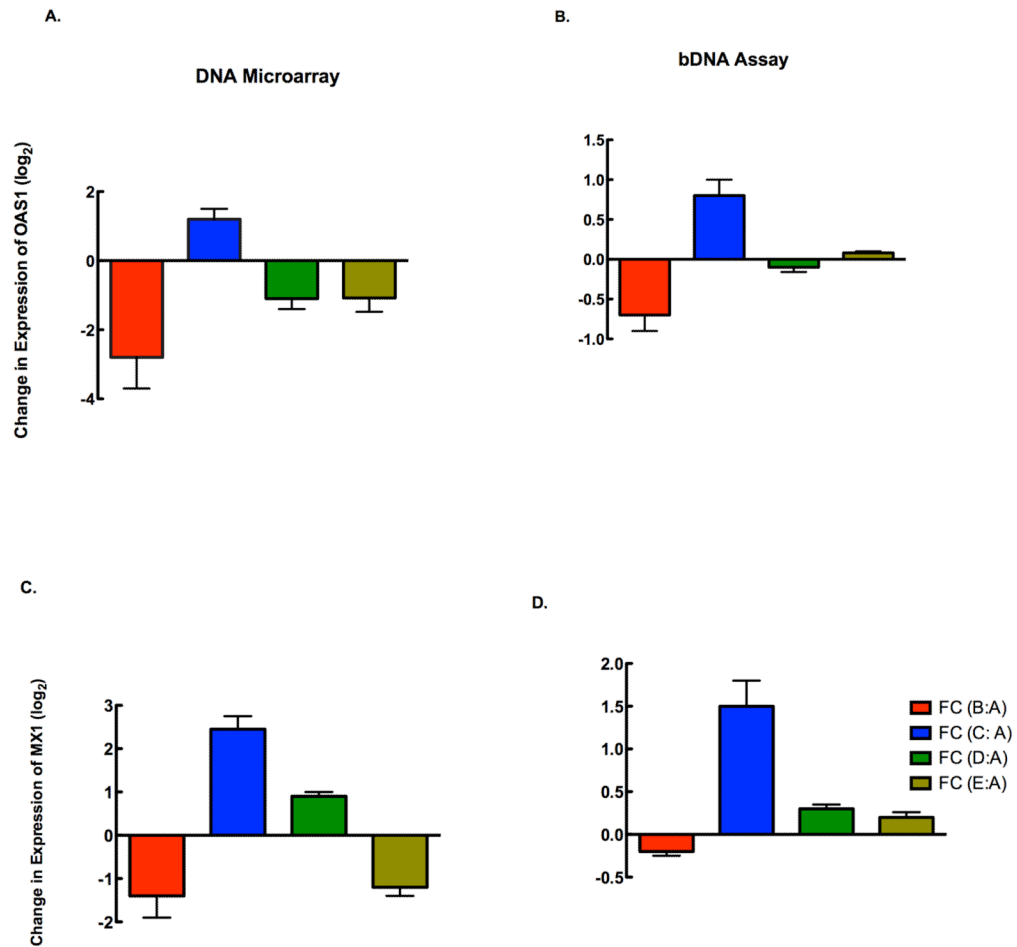 A.
B.
DNA Microarray
bDNA Assay
Change in Expression of OAS1 (log2)
2
0
-2
-4
1.5
1.0
0.5
0.0
-0.5
-1.0
C.
D.
Change in Expression of MX1 (log2)
3
2
1
0
-1
-2
2.0
1.5
1.0
0.5
0.0
-0.5
FC (B:A)
FC (C: A)
FC (D:A)
FC (E:A)